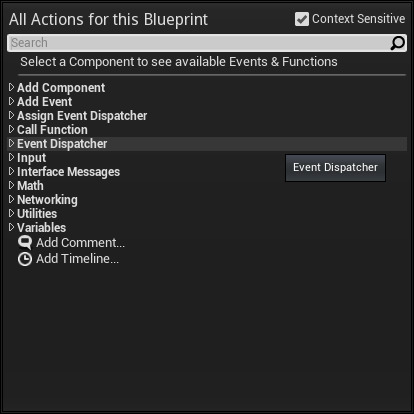 All Actions for this Blueprint
Context Sensitive
Search
Select a Component to see available Events & Functions
Add Component
Add Event
Assign Event Dispatcher
Call Function
Event Dispatcher
Input
Interface Messages
Event Dispatcher
Math
Networking
Utilities
Variables
Add Comment...
Add Timeline...